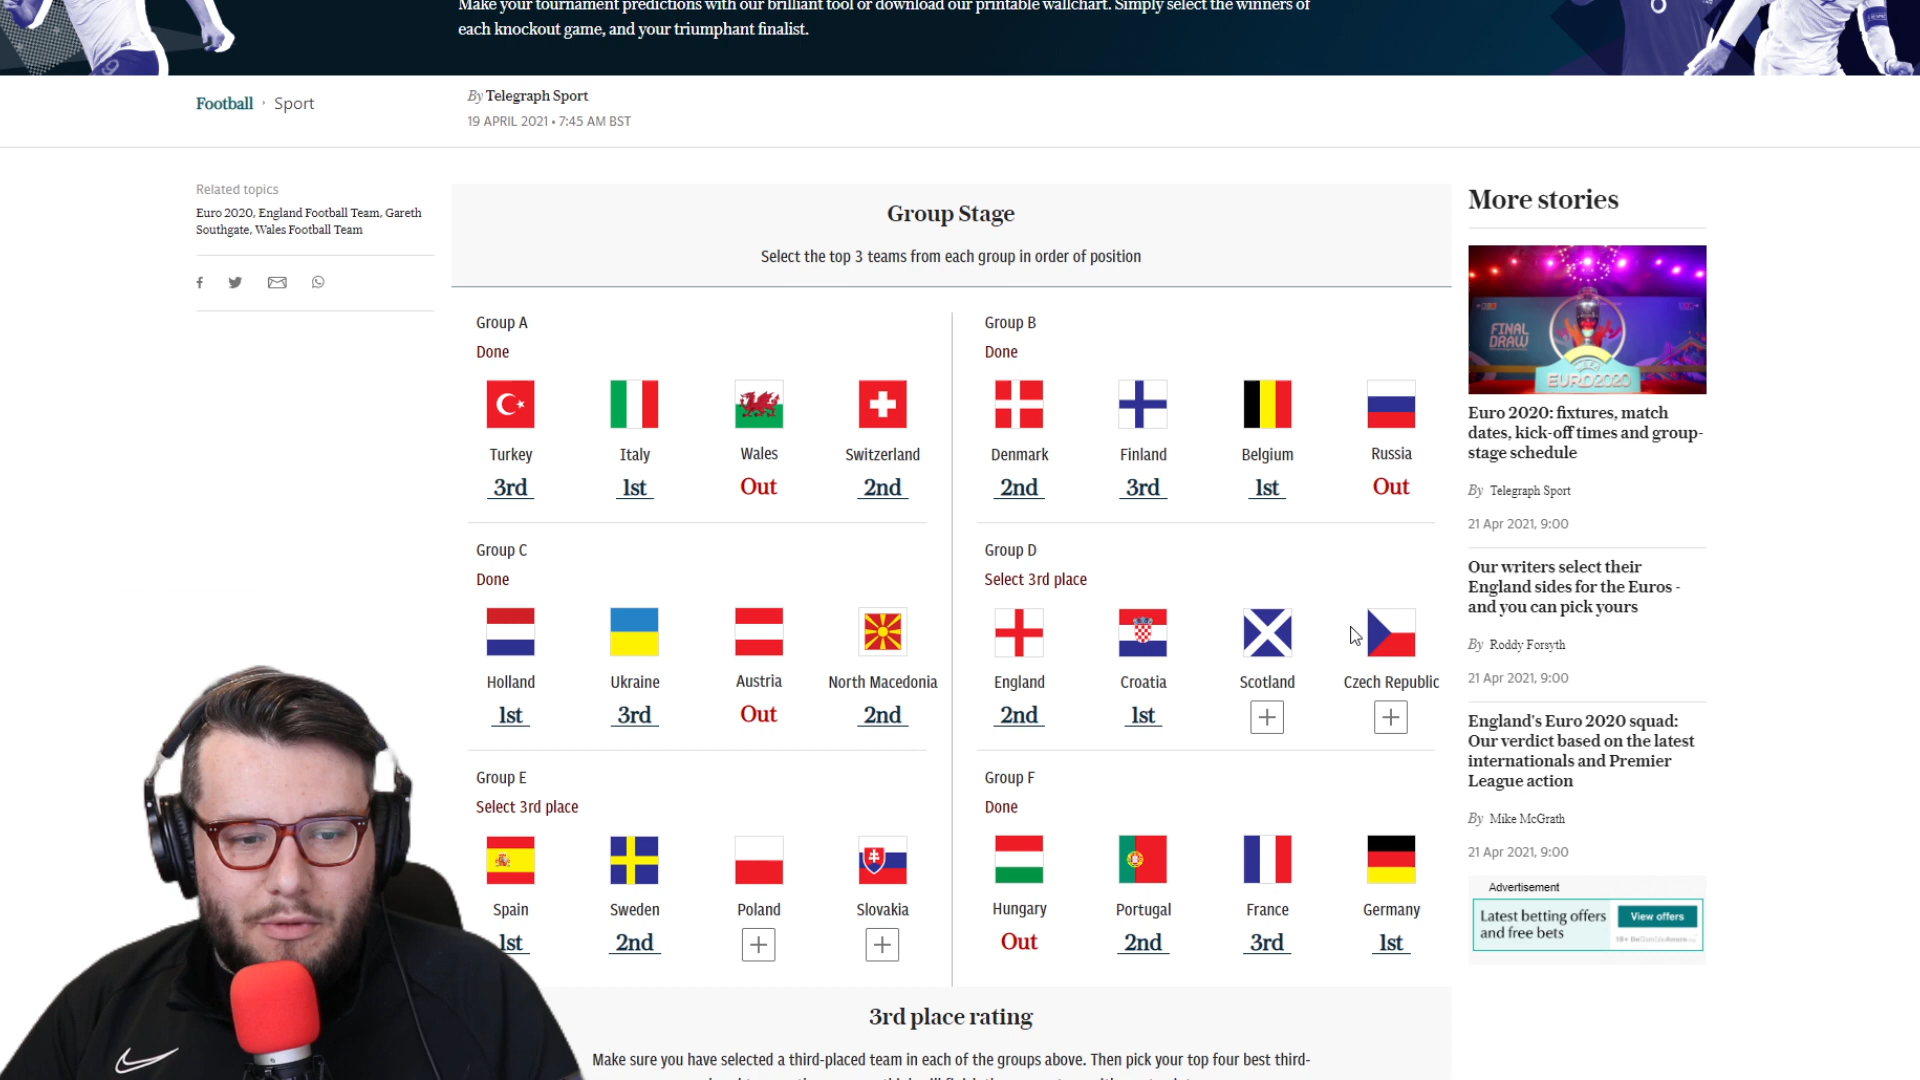 Make your tournament predictions with our brilliant tool or download our printable wallchart. Simply select the winners of
each knockout game, and your triumphant finalist.
Football › Sport
By Telegraph Sport
19 APRIL 2021 • 7:45 AM BST
Related topics
Euro 2020, England Football Team, Gareth
Southgate, Wales Football Team
Group Stage
Select the top 3 teams from each group in order of position
Group A
Done
Turkey Italy Wales Switzerland
3rd 1st Out 2nd
Group B
Done
Denmark Finland Belgium Russia
2nd 3rd 1st Out
Group C
Done
Holland Ukraine Austria North Macedonia
1st 3rd Out 2nd
Group D
Select 3rd place
England Croatia Scotland Czech Republic
2nd 1st + +
Group E
Select 3rd place
Spain Sweden Poland Slovakia
1st 2nd + +
Group F
Done
Hungary Portugal France Germany
Out 2nd 3rd 1st
3rd place rating
Make sure you have selected a third-placed team in each of the groups above. Then pick your top four best third-
More stories
FINAL
DRAW
EURO2020
Euro 2020: fixtures, match
dates, kick-off times and group-
stage schedule
By Telegraph Sport
21 Apr 2021, 9:00
Our writers select their
England sides for the Euros -
and you can pick yours
By Roddy Forsyth
21 Apr 2021, 9:00
England's Euro 2020 squad:
Our verdict based on the latest
internationals and Premier
League action
By Mike McGrath
21 Apr 2021, 9:00
Advertisement
Latest betting offers
and free bets
View offers